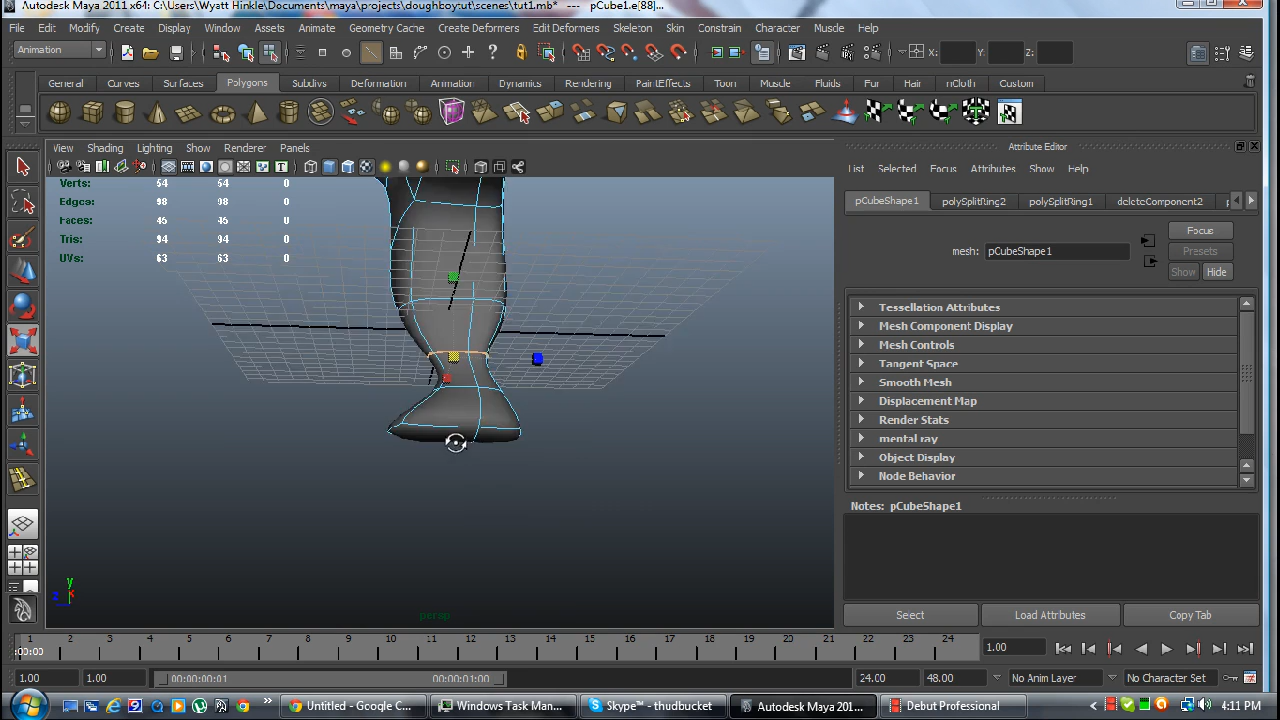 Autodesk Maya 2011 x64: C:\Users\Wyatt Hinkle\Documents\maya\projects\doughboyrut\scenes\tut1.mb* --- pCube1.e[88]...
File Edit Modify Create Display Window Assets Animate Geometry Cache Create Deformers Edit Deformers Skeleton Skin Constrain Character Muscle Help
Animation X: Y: Z:
General Curves Surfaces Polygons Subdivs Deformation Animation Dynamics Rendering PaintEffects Toon Muscle Fluids Fur Hair nCloth Custom
View Shading Lighting Show Renderer Panels
Verts: 54 54 0
Edges: 98 98 0
Faces: 45 45 0
Tris: 94 94 0
UVs: 63 63 0
y
z x
persp
Attribute Editor
List Selected Focus Attributes Show Help
pCubeShape1 polySplitRing2 polySplitRing1 deleteComponent2
Focus
mesh: pCubeShape1 Presets
Show Hide
Tessellation Attributes
Mesh Component Display
Mesh Controls
Tangent Space
Smooth Mesh
Displacement Map
Render Stats
mental ray
Object Display
Node Behavior
Notes: pCubeShape1
Select Load Attributes Copy Tab
1 2 3 4 5 6 7 8 9 10 11 12 13 14 15 16 17 18 19 20 21 22 23 24
:00:00 1.00
1.00 1.00 00:00:00:01 00:00:01:00 24.00 48.00 No Anim Layer No Character Set
Untitled - Google C... Windows Task Man... Skype™ - thudbucket Autodesk Maya 201... Debut Professional 4:11 PM